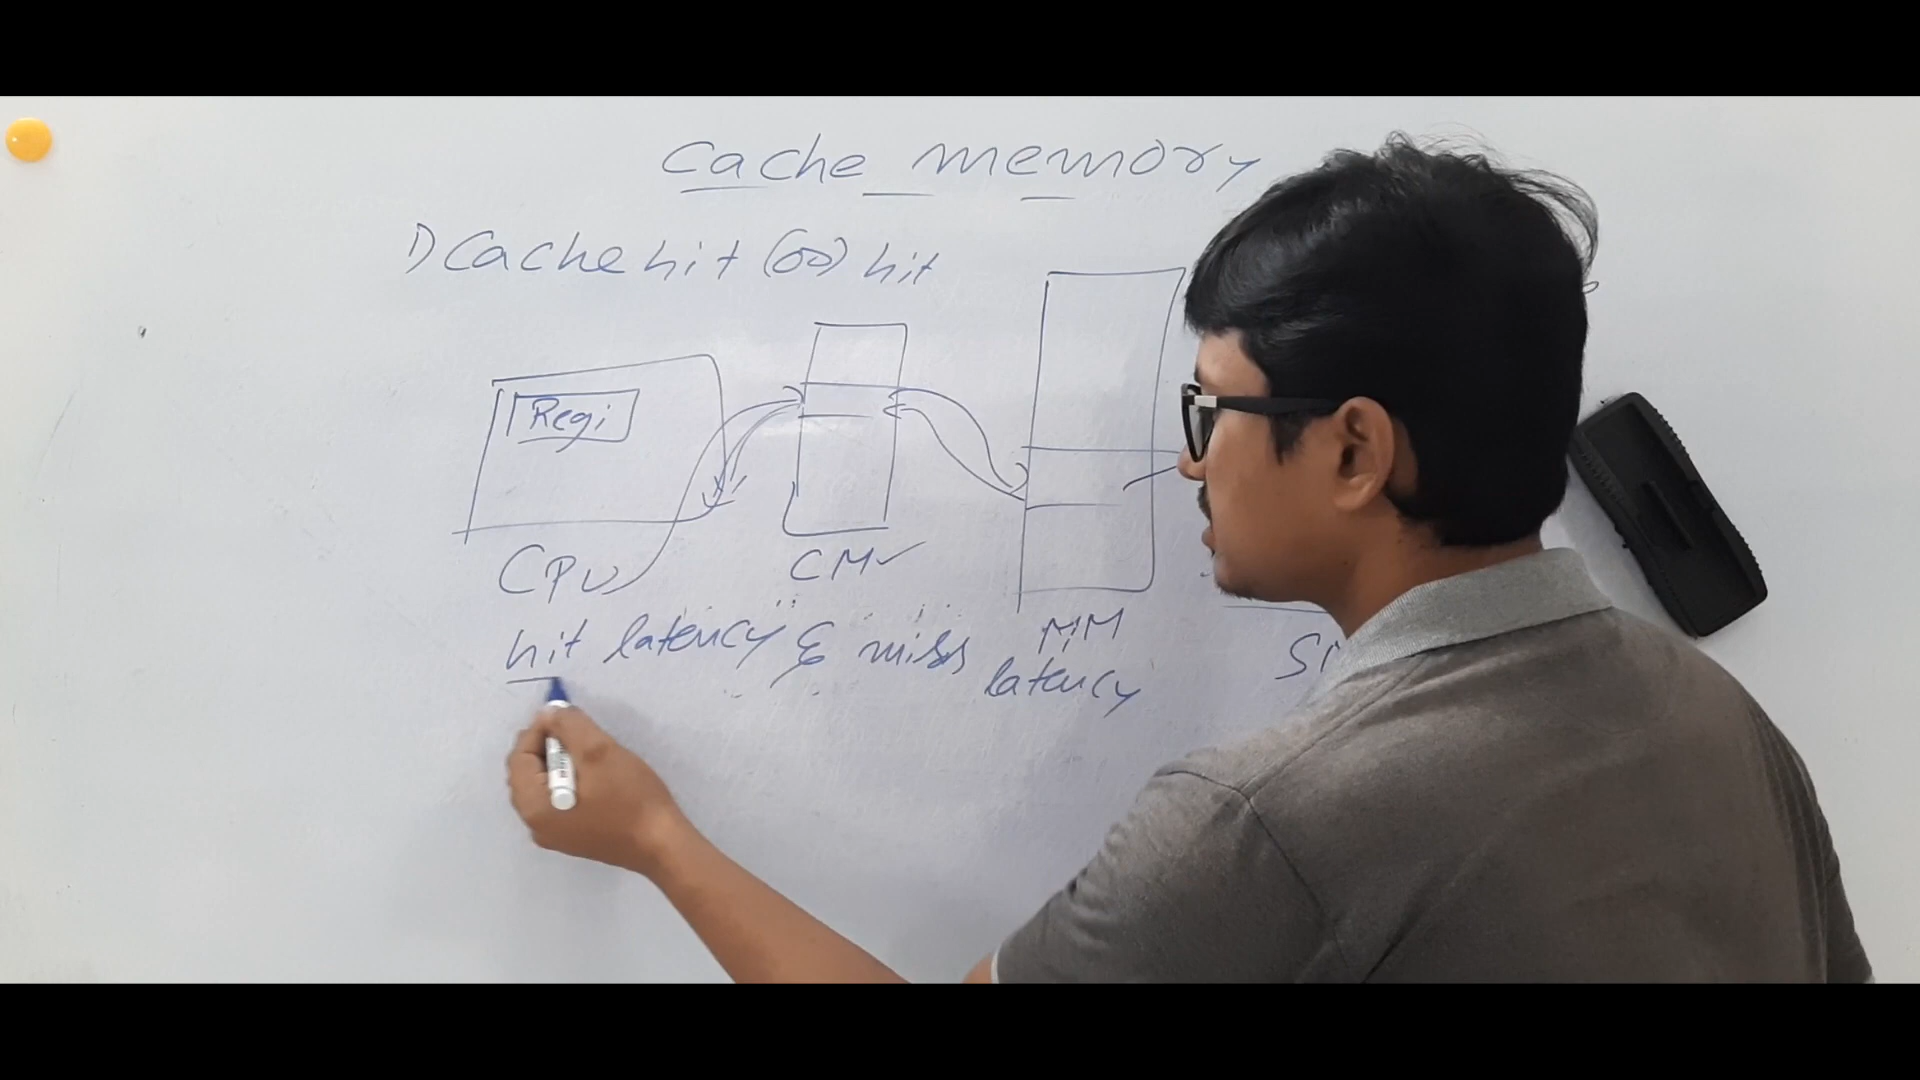 Cache memory
1) Cache hit (or) hit
Regi
CPU
CM
MM
hit latency & miss latency